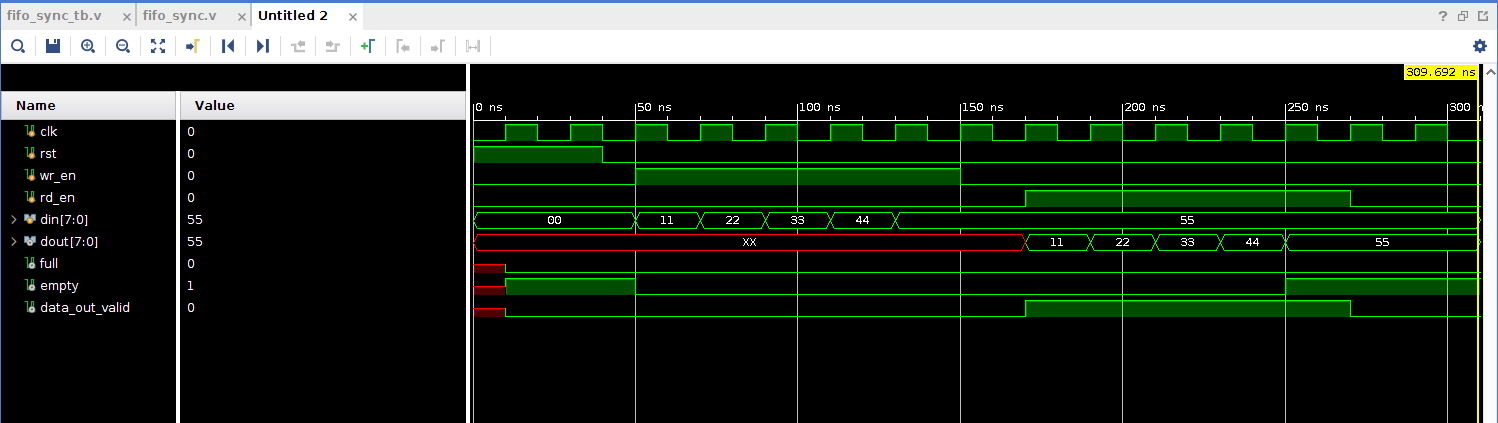 fifo_sync_tb.v × fifo_sync.v × Untitled 2 ×
309.692 ns
Name Value
0 ns 50 ns 100 ns 150 ns 200 ns 250 ns 300
clk 0
rst 0
wr_en 0
rd_en 0
din[7:0] 55 00 11 22 33 44 55
dout[7:0] 55 XX 11 22 33 44 55
full 0
empty 1
data_out_valid 0